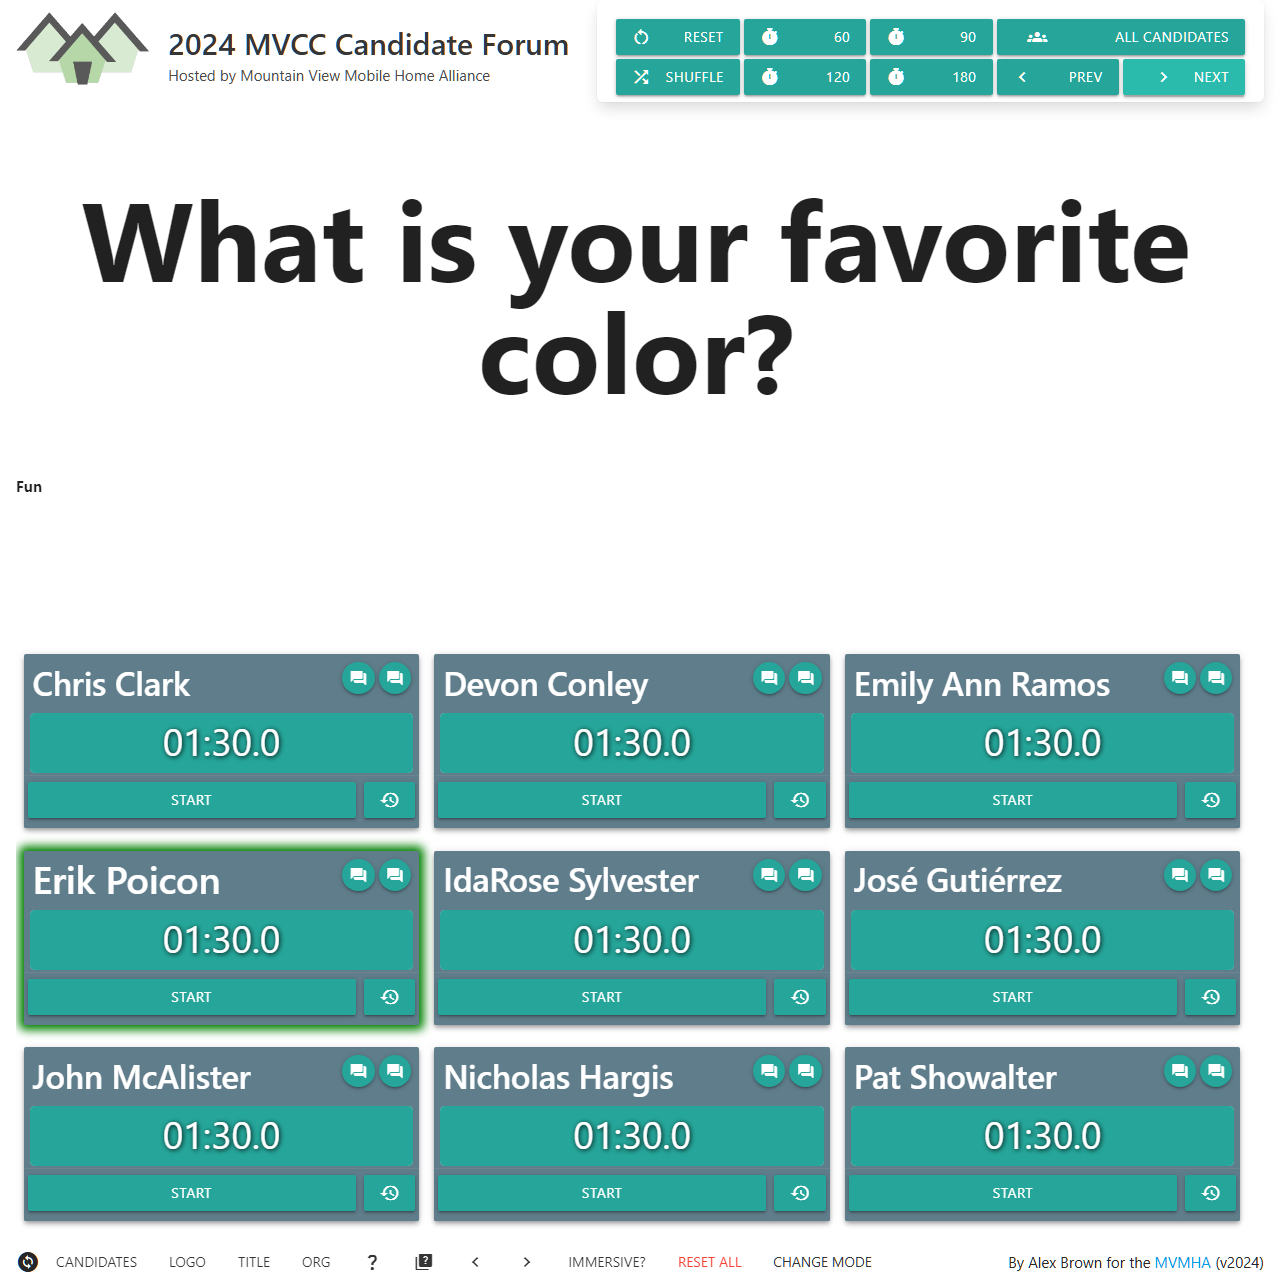 2024 MVCC Candidate Forum
Hosted by Mountain View Mobile Home Alliance
RESET 60 90 ALL CANDIDATES
SHUFFLE 120 180 PREV NEXT
What is your favorite
color?
Fun
Chris Clark Devon Conley Emily Ann Ramos
01:30.0 01:30.0 01:30.0
START START START
Erik Poicon IdaRose Sylvester José Gutiérrez
01:30.0 01:30.0 01:30.0
START START START
John McAlister Nicholas Hargis Pat Showalter
01:30.0 01:30.0 01:30.0
START START START
CANDIDATES LOGO TITLE ORG ? IMMERSIVE? RESET ALL CHANGE MODE By Alex Brown for the MVMHA (v2024)